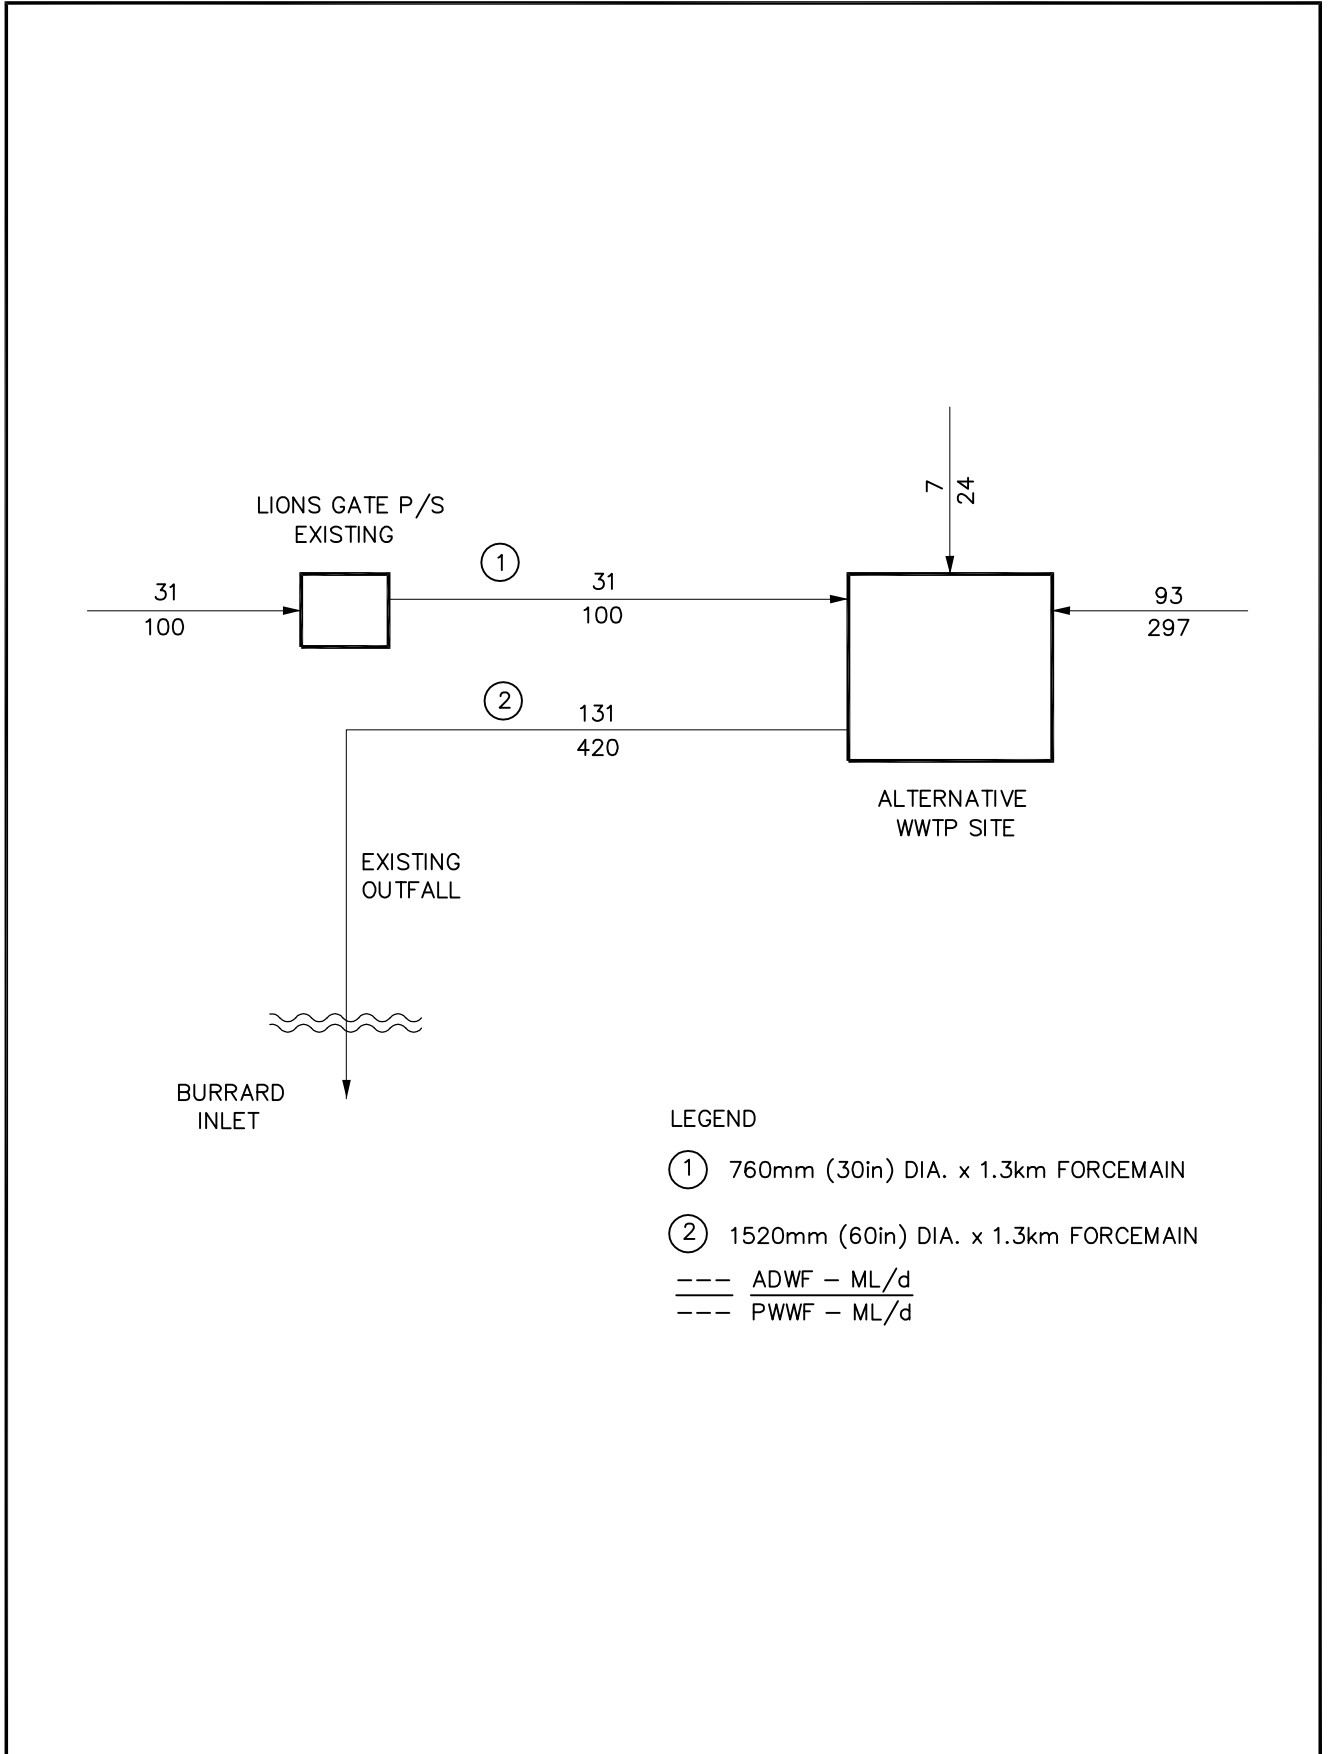 7
24
LIONS GATE P/S
EXISTING
1
31
100
31
100
93
297
2
131
420
ALTERNATIVE
WWTP SITE
EXISTING
OUTFALL
BURRARD
INLET
LEGEND
1 760mm (30in) DIA. x 1.3km FORCEMAIN
2 1520mm (60in) DIA. x 1.3km FORCEMAIN
--- ADWF - ML/d
--- PWWF - ML/d